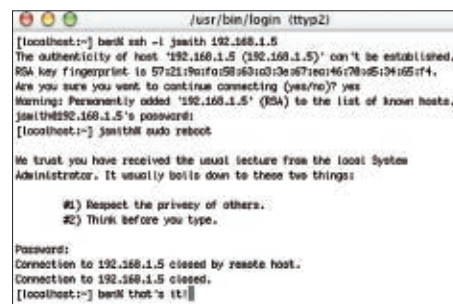 /usr/bin/login (ttyp2)
[localhost:~] ben% ssh -l jsmith 192.168.1.5
The authenticity of host '192.168.1.5 (192.168.1.5)' can't be established.
RSA key fingerprint is
Are you sure you want to continue connecting (yes/no)? yes
Warning: Permanently added '192.168.1.5' (RSA) to the list of known hosts.
jsmith@192.168.1.5's password:
[localhost:~] jsmith% sudo reboot
We trust you have received the usual lecture from the local System
Administrator. It usually boils down to these two things:
#1) Respect the privacy of others.
#2) Think before you type.
Password:
Connection to 192.168.1.5 closed by remote host.
Connection to 192.168.1.5 closed.
[localhost:~] ben% that's it!